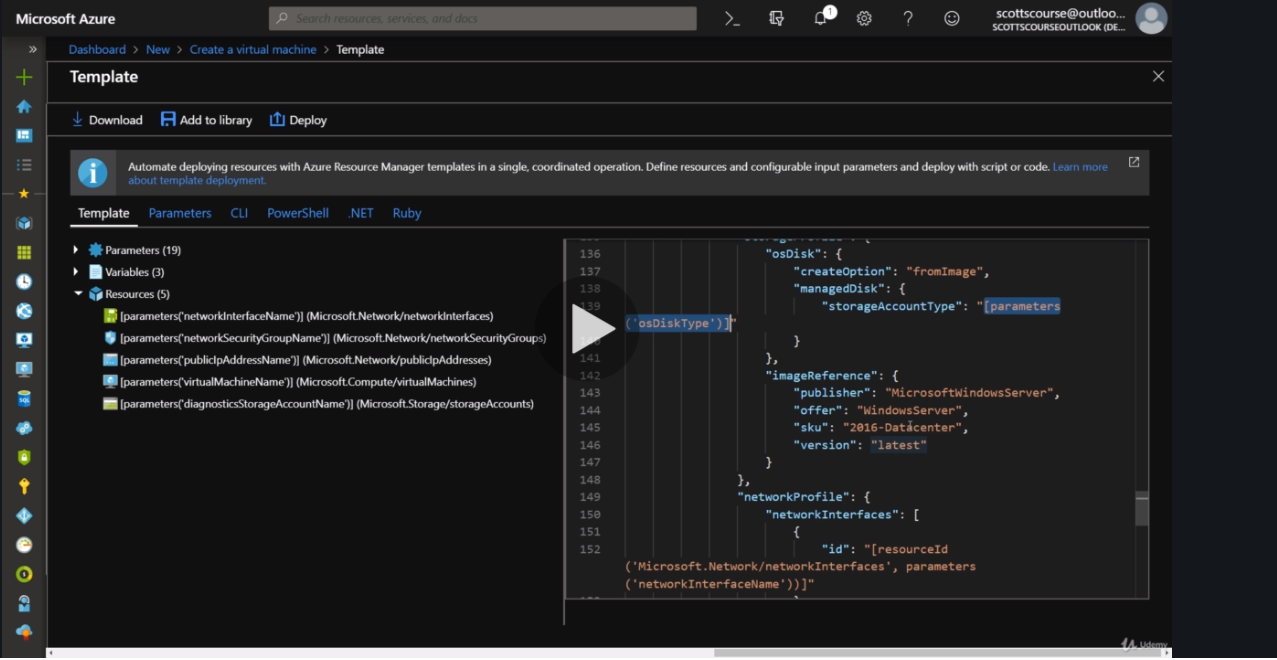 Microsoft Azure
Search resources, services, and docs
1
scottscourse@outloo...
SCOTTSCOURSEOUTLOOK (DE...
Dashboard > New > Create a virtual machine > Template
Template
Download Add to library Deploy
Automate deploying resources with Azure Resource Manager templates in a single, coordinated operation. Define resources and configurable input parameters and deploy with script or code. Learn more
about template deployment.
Template Parameters CLI PowerShell .NET Ruby
Parameters (19)
Variables (3)
Resources (5)
[parameters('networkInterfaceName')] (Microsoft.Network/networkInterfaces)
[parameters('networkSecurityGroupName')] (Microsoft.Network/networkSecurityGroups)
[parameters('publicIpAddressName')] (Microsoft.Network/publicIpAddresses)
[parameters('virtualMachineName')] (Microsoft.Compute/virtualMachines)
[parameters('diagnosticsStorageAccountName')] (Microsoft.Storage/storageAccounts)
136 "osDisk": {
137 "createOption": "fromImage",
138 "managedDisk": {
139 "storageAccountType": "[parameters
('osDiskType')]"
140 }
141 },
142 "imageReference": {
143 "publisher": "MicrosoftWindowsServer",
144 "offer": "WindowsServer",
145 "sku": "2016-Datacenter",
146 "version": "latest"
147 }
148 },
149 "networkProfile": {
150 "networkInterfaces": [
151 {
152 "id": "[resourceId
('Microsoft.Network/networkInterfaces', parameters
('networkInterfaceName'))]"
SQL
Udemy